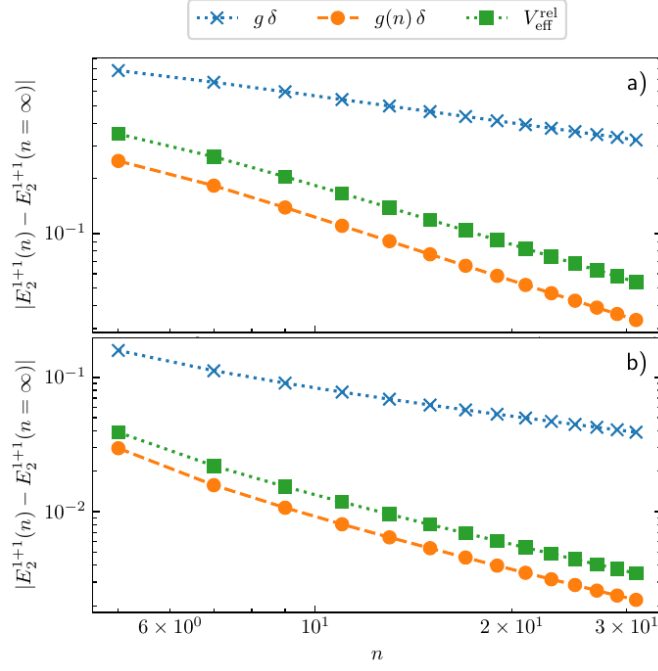 g δ g(n) δ V_eff^rel
a)
|E_2^{1+1}(n) − E_2^{1+1}(n = ∞)|
10^{−1}
b)
|E_2^{1+1}(n) − E_2^{1+1}(n = ∞)|
10^{−1}
10^{−2}
6 × 10^0 10^1 2 × 10^1 3 × 10^1
n